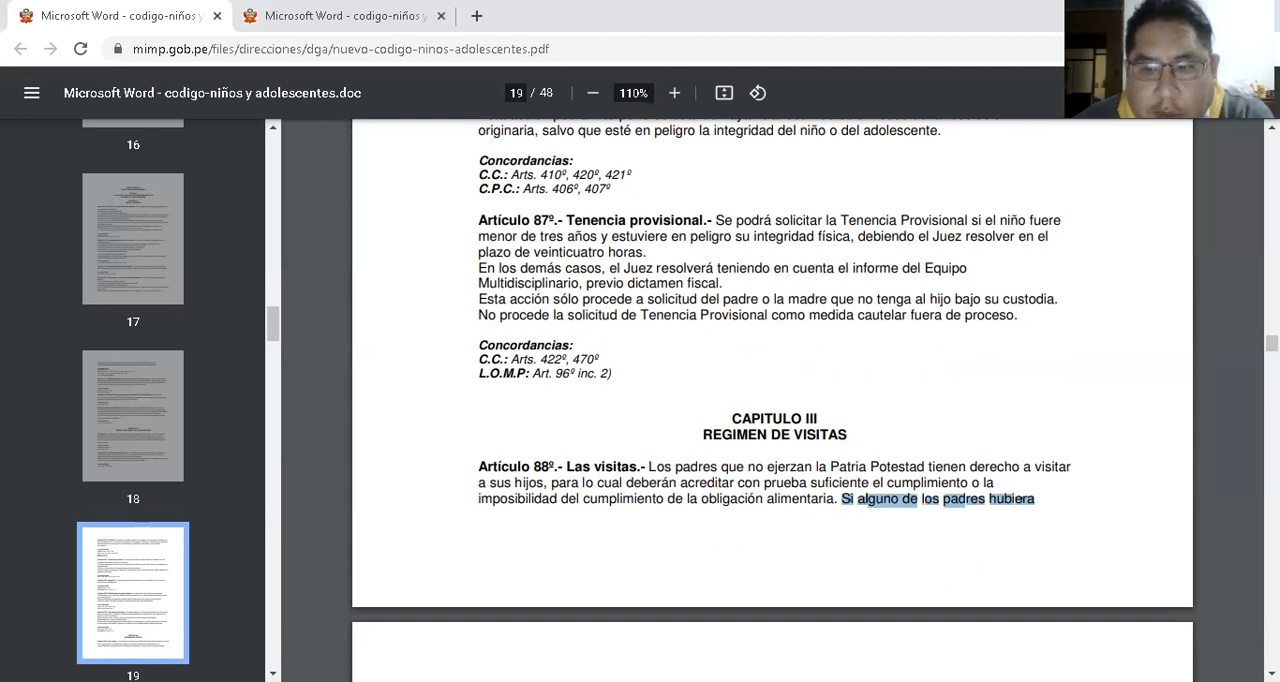 Microsoft Word - codigo-niños y
Microsoft Word - codigo-niños y
mimp.gob.pe/files/direcciones/dga/nuevo-codigo-ninos-adolescentes.pdf
Microsoft Word - codigo-niños y adolescentes.doc
19 / 48
110%
16
17
18
19
originaria, salvo que esté en peligro la integridad del niño o del adolescente.
Concordancias:
C.C.: Arts. 410º, 420º, 421º
C.P.C.: Arts. 406º, 407º
Artículo 87º.- Tenencia provisional.- Se podrá solicitar la Tenencia Provisional si el niño fuere
menor de tres años y estuviere en peligro su integridad física, debiendo el Juez resolver en el
plazo de veinticuatro horas.
En los demás casos, el Juez resolverá teniendo en cuenta el informe del Equipo
Multidisciplinario, previo dictamen fiscal.
Esta acción sólo procede a solicitud del padre o la madre que no tenga al hijo bajo su custodia.
No procede la solicitud de Tenencia Provisional como medida cautelar fuera de proceso.
Concordancias:
C.C.: Arts. 422º, 470º
L.O.M.P: Art. 96º inc. 2)
CAPITULO III
REGIMEN DE VISITAS
Artículo 88º.- Las visitas.- Los padres que no ejerzan la Patria Potestad tienen derecho a visitar
a sus hijos, para lo cual deberán acreditar con prueba suficiente el cumplimiento o la
imposibilidad del cumplimiento de la obligación alimentaria. Si alguno de los padres hubiera